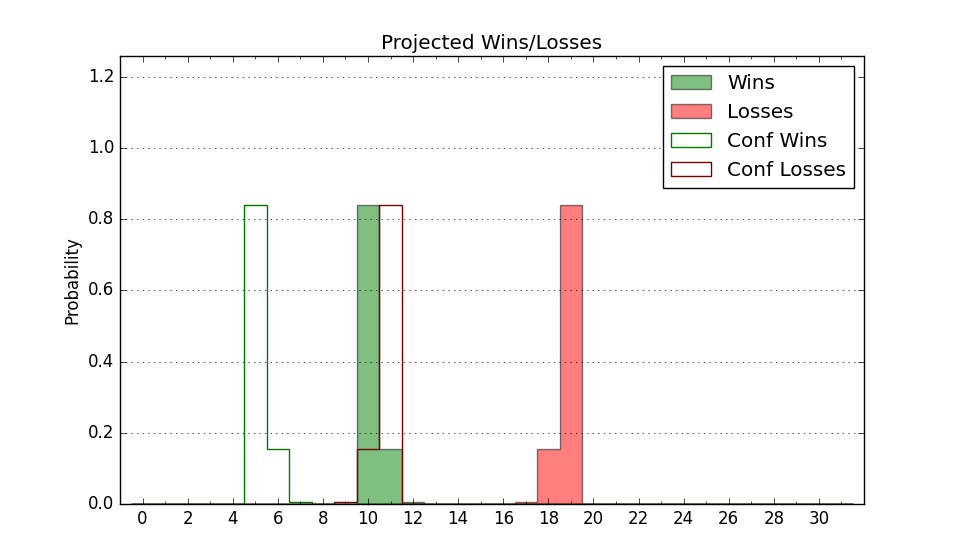 Projected Wins/Losses
Wins
Losses
Conf Wins
Conf Losses
Probability
1.2
1.0
0.8
0.6
0.4
0.2
0.0
0 2 4 6 8 10 12 14 16 18 20 22 24 26 28 30